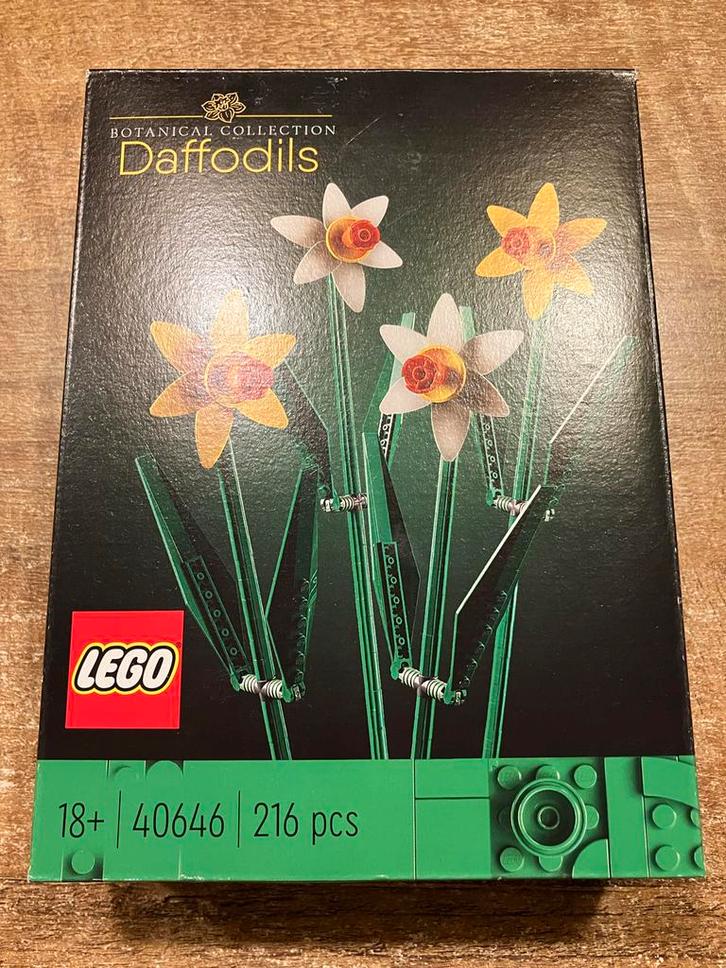 BOTANICAL COLLECTION
Daffodils
LEGO
18+ | 40646 | 216 pcs